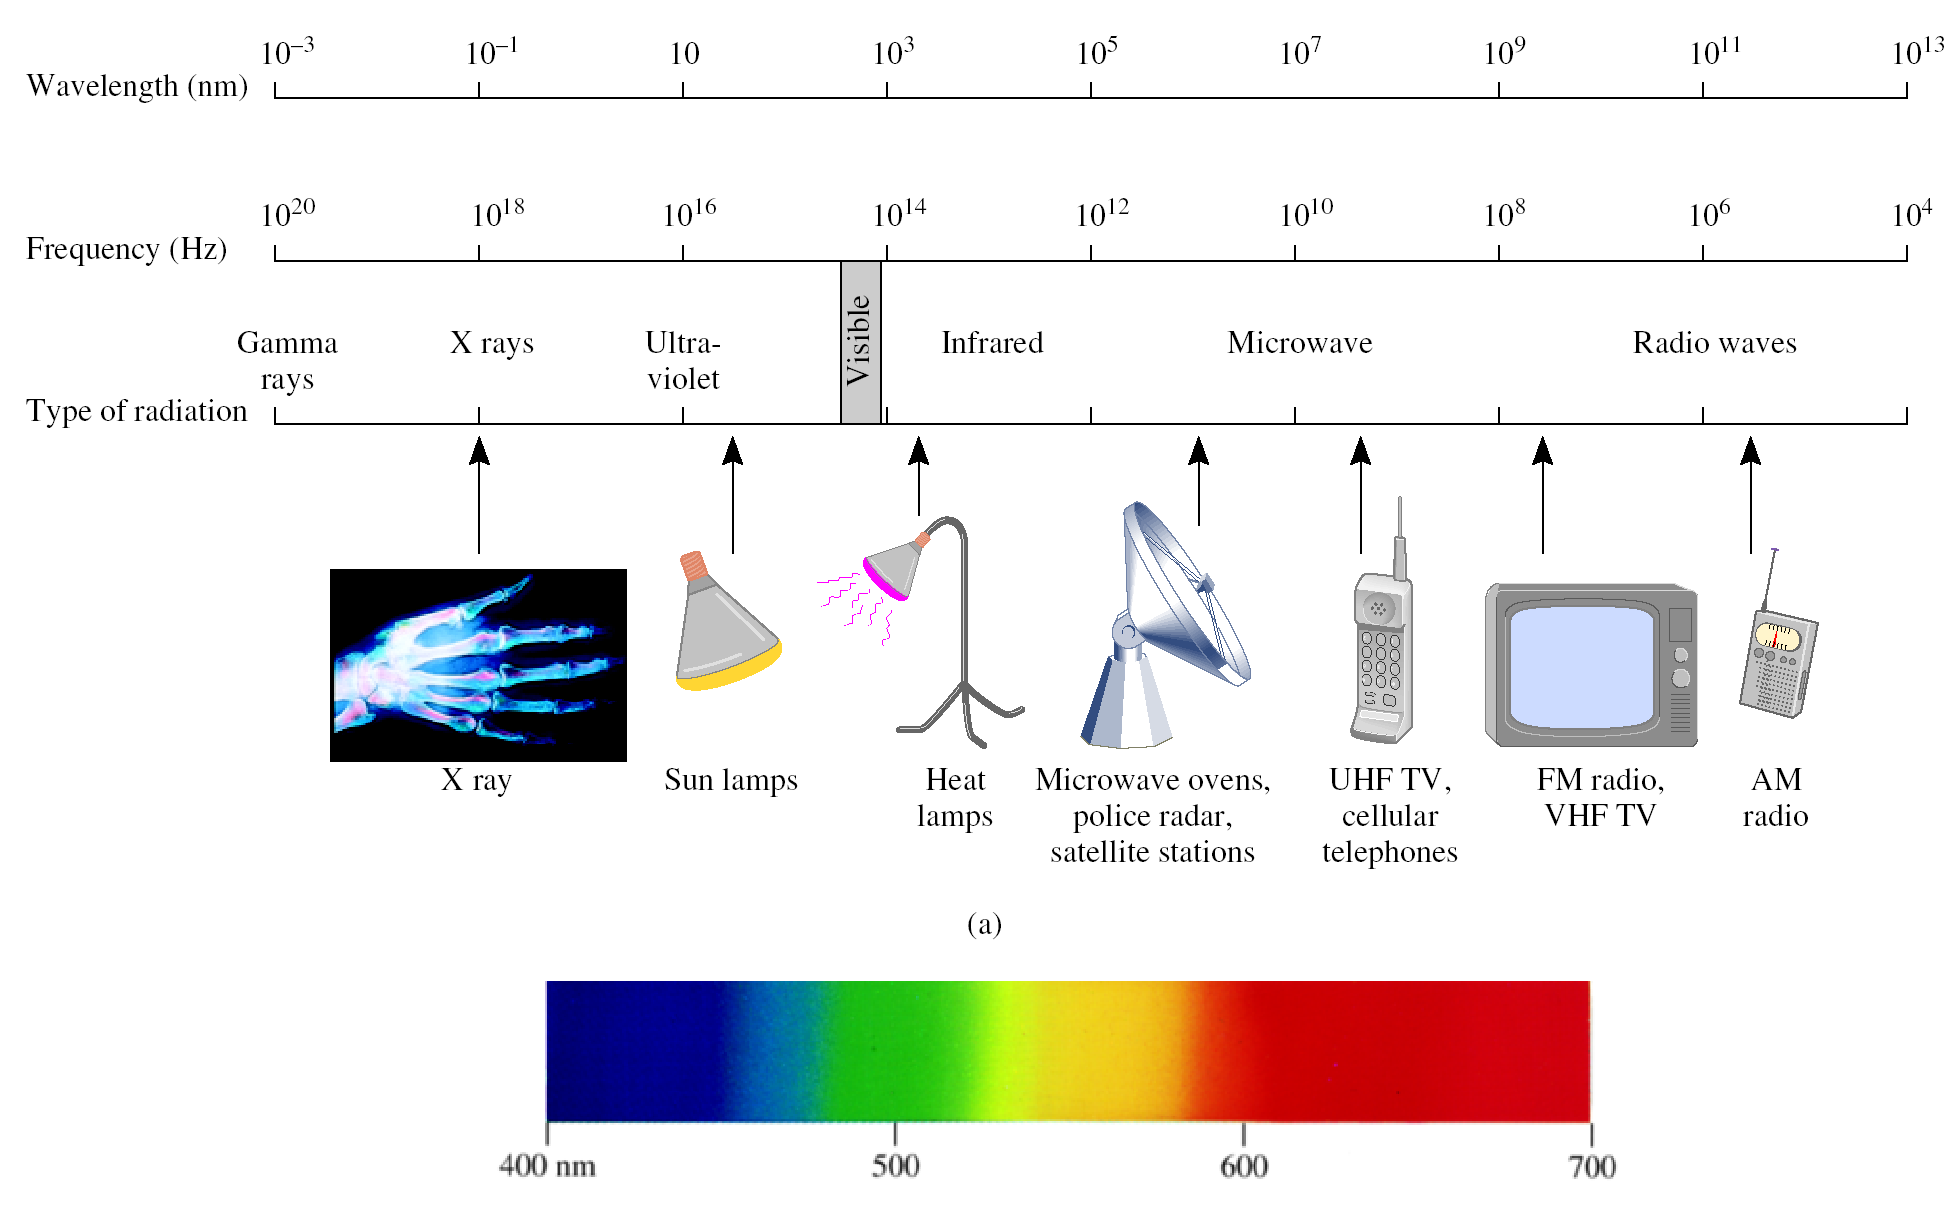 10⁻³ 10⁻¹ 10 10³ 10⁵ 10⁷ 10⁹ 10¹¹ 10¹³
Wavelength (nm)
10²⁰ 10¹⁸ 10¹⁶ 10¹⁴ 10¹² 10¹⁰ 10⁸ 10⁶ 10⁴
Frequency (Hz)
Visible
Gamma rays
X rays
Ultra-
violet
Infrared
Microwave
Radio waves
Type of radiation
X ray
Sun lamps
Heat
lamps
Microwave ovens,
police radar,
satellite stations
UHF TV,
cellular
telephones
FM radio,
VHF TV
AM
radio
(a)
400 nm 500 600 700